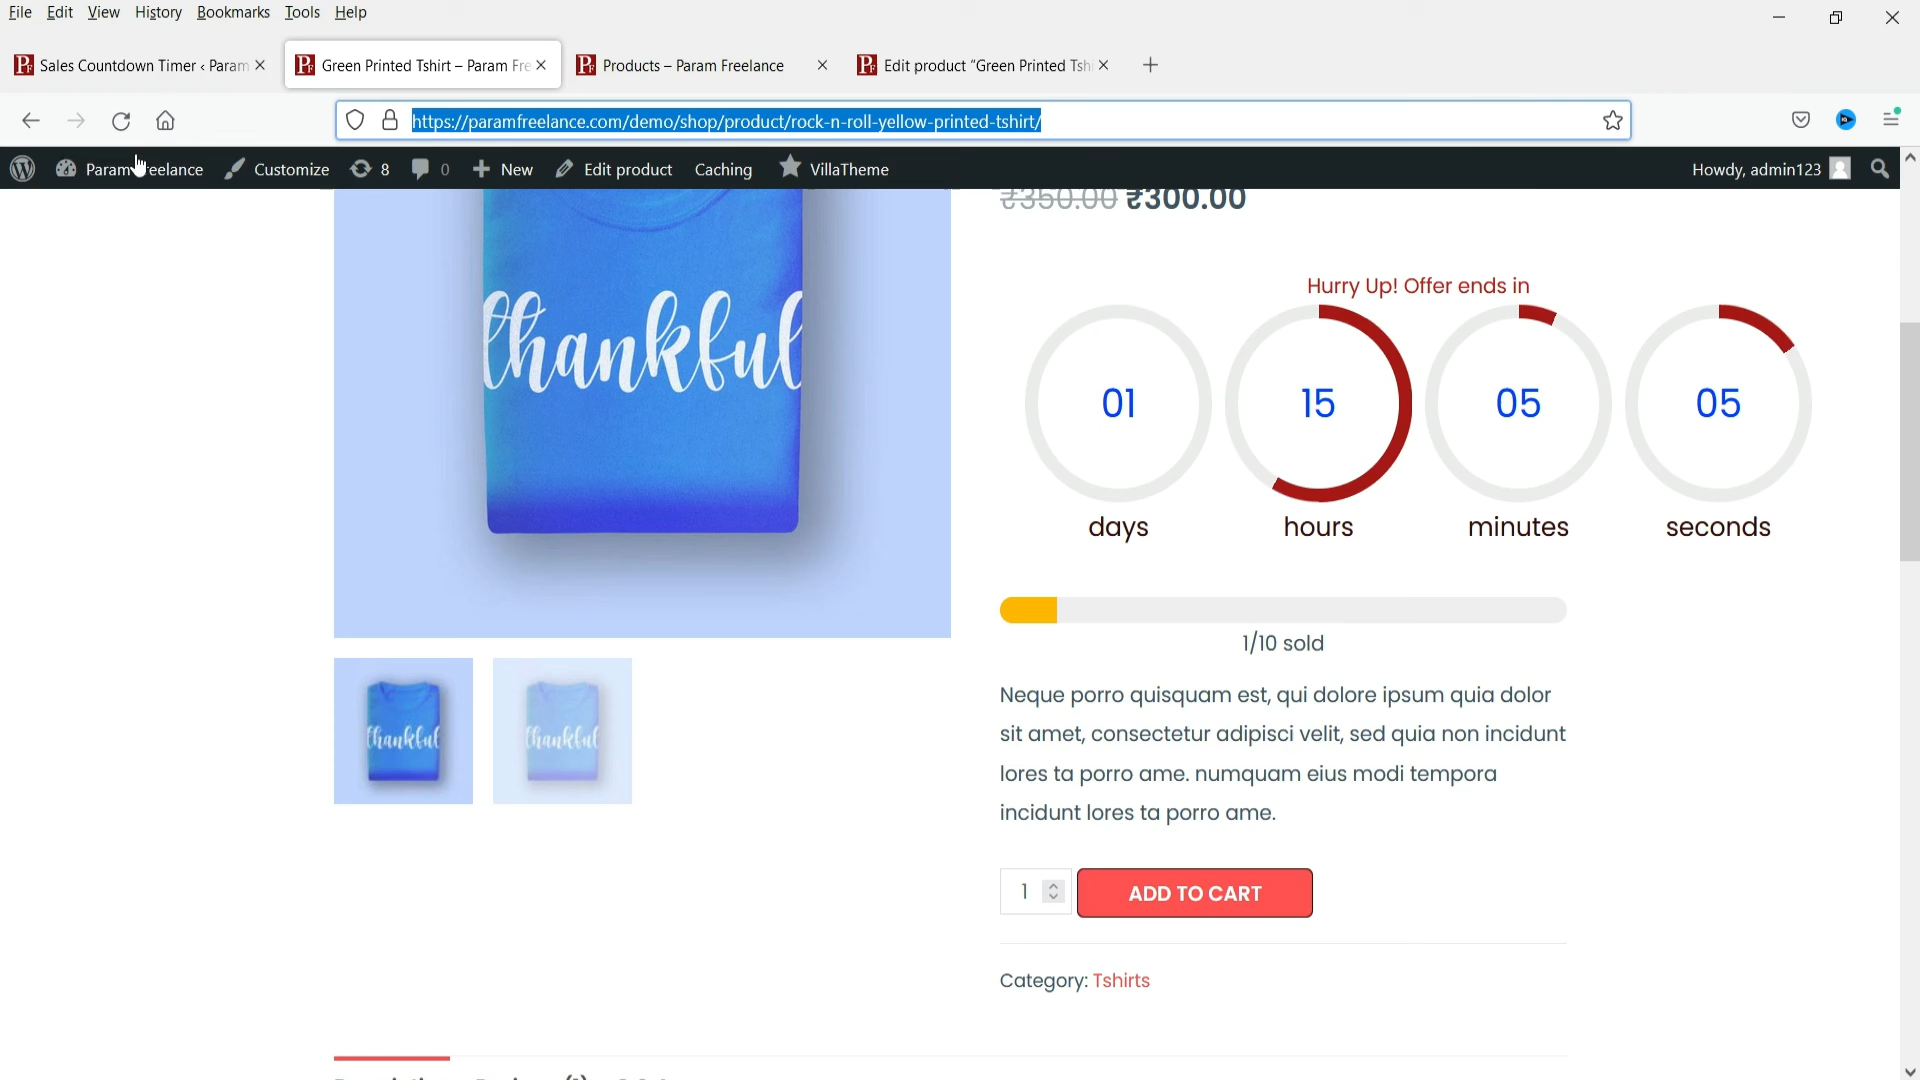 File Edit View History Bookmarks Tools Help
Sales Countdown Timer ‹ Param
Green Printed Tshirt – Param Fre
Products – Param Freelance
Edit product “Green Printed Tshi
https://paramfreelance.com/demo/shop/product/rock-n-roll-yellow-printed-tshirt/
Param Freelance Customize 8 0 New Edit product Caching VillaTheme Howdy, admin123
₹350.00 ₹300.00
Hurry Up! Offer ends in
01 15 05 05
days hours minutes seconds
thankful
1/10 sold
thankful thankful
Neque porro quisquam est, qui dolore ipsum quia dolor
sit amet, consectetur adipisci velit, sed quia non incidunt
lores ta porro ame. numquam eius modi tempora
incidunt lores ta porro ame.
1 ADD TO CART
Category: Tshirts